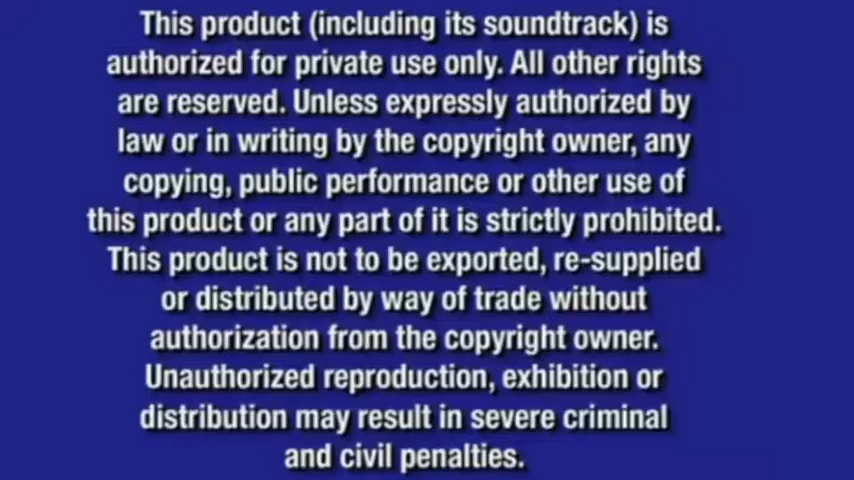 This product (including its soundtrack) is
authorized for private use only. All other rights
are reserved. Unless expressly authorized by
law or in writing by the copyright owner, any
copying, public performance or other use of
this product or any part of it is strictly prohibited.
This product is not to be exported, re-supplied
or distributed by way of trade without
authorization from the copyright owner.
Unauthorized reproduction, exhibition or
distribution may result in severe criminal
and civil penalties.